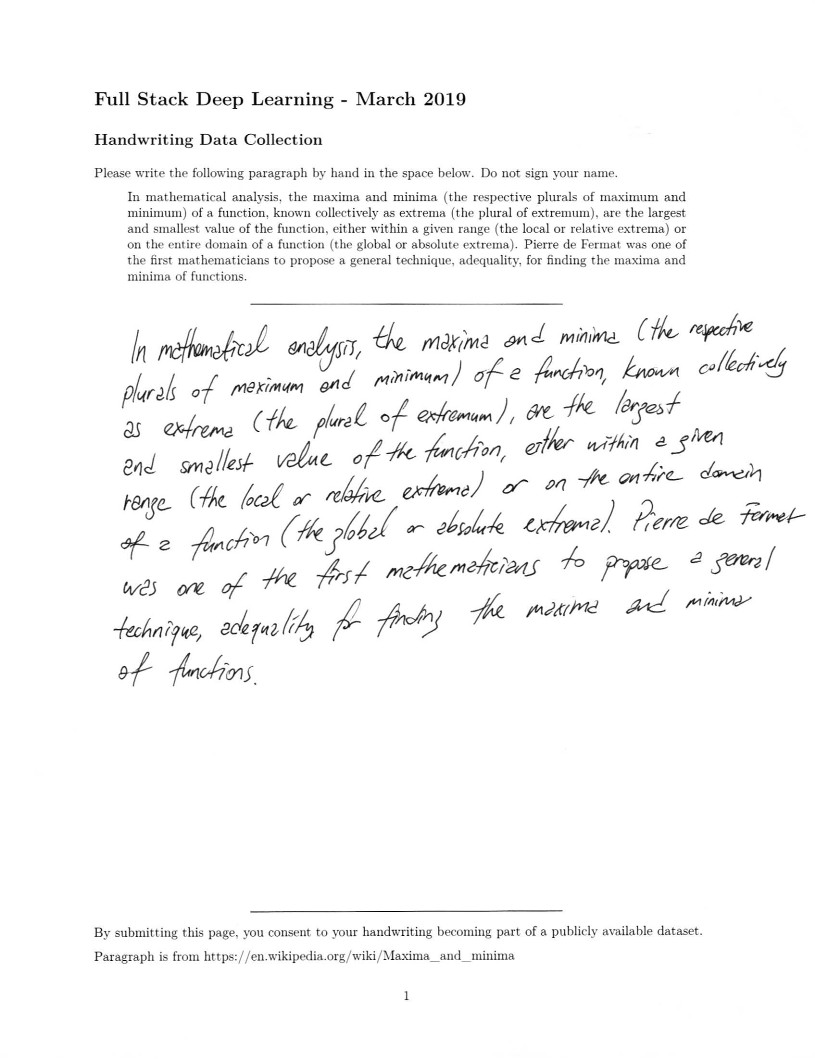 Full Stack Deep Learning - March 2019
Handwriting Data Collection
Please write the following paragraph by hand in the space below. Do not sign your name.
In mathematical analysis, the maxima and minima (the respective plurals of maximum and
minimum) of a function, known collectively as extrema (the plural of extremum), are the largest
and smallest value of the function, either within a given range (the local or relative extrema) or
on the entire domain of a function (the global or absolute extrema). Pierre de Fermat was one of
the first mathematicians to propose a general technique, adequality, for finding the maxima and
minima of functions.
In mathematical analysis, the maxima and minima (the respective
plurals of maximum and minimum) of a function, known collectively
as extrema (the plural of extremum), are the largest
and smallest value of the function, either within a given
range (the local or relative extrema) or on the entire domain
of a function (the global or absolute extrema). Pierre de Fermat
was one of the first mathematicians to propose a general
technique, adequality for finding the maxima and minima
of functions.
By submitting this page, you consent to your handwriting becoming part of a publicly available dataset.
Paragraph is from https://en.wikipedia.org/wiki/Maxima_and_minima
1